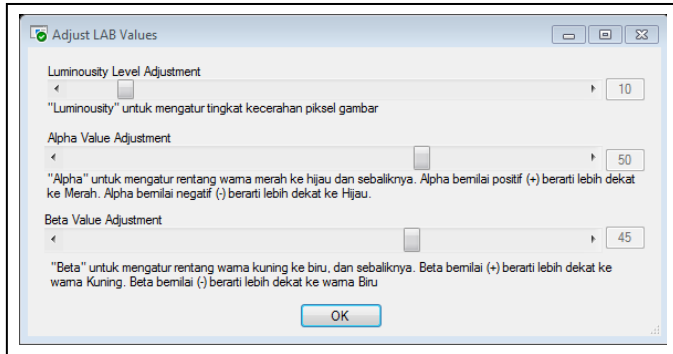 Adjust LAB Values
Luminousity Level Adjustment
10
"Luminousity" untuk mengatur tingkat kecerahan piksel gambar
Alpha Value Adjustment
50
"Alpha" untuk mengatur rentang warna merah ke hijau dan sebaliknya. Alpha bernilai positif (+) berarti lebih dekat
ke Merah. Alpha bernilai negatif (-) berarti lebih dekat ke Hijau.
Beta Value Adjustment
45
"Beta" untuk mengatur rentang warna kuning ke biru, dan sebaliknya. Beta bernilai (+) berarti lebih dekat ke
warna Kuning. Beta bernilai (-) berarti lebih dekat ke warna Biru
OK